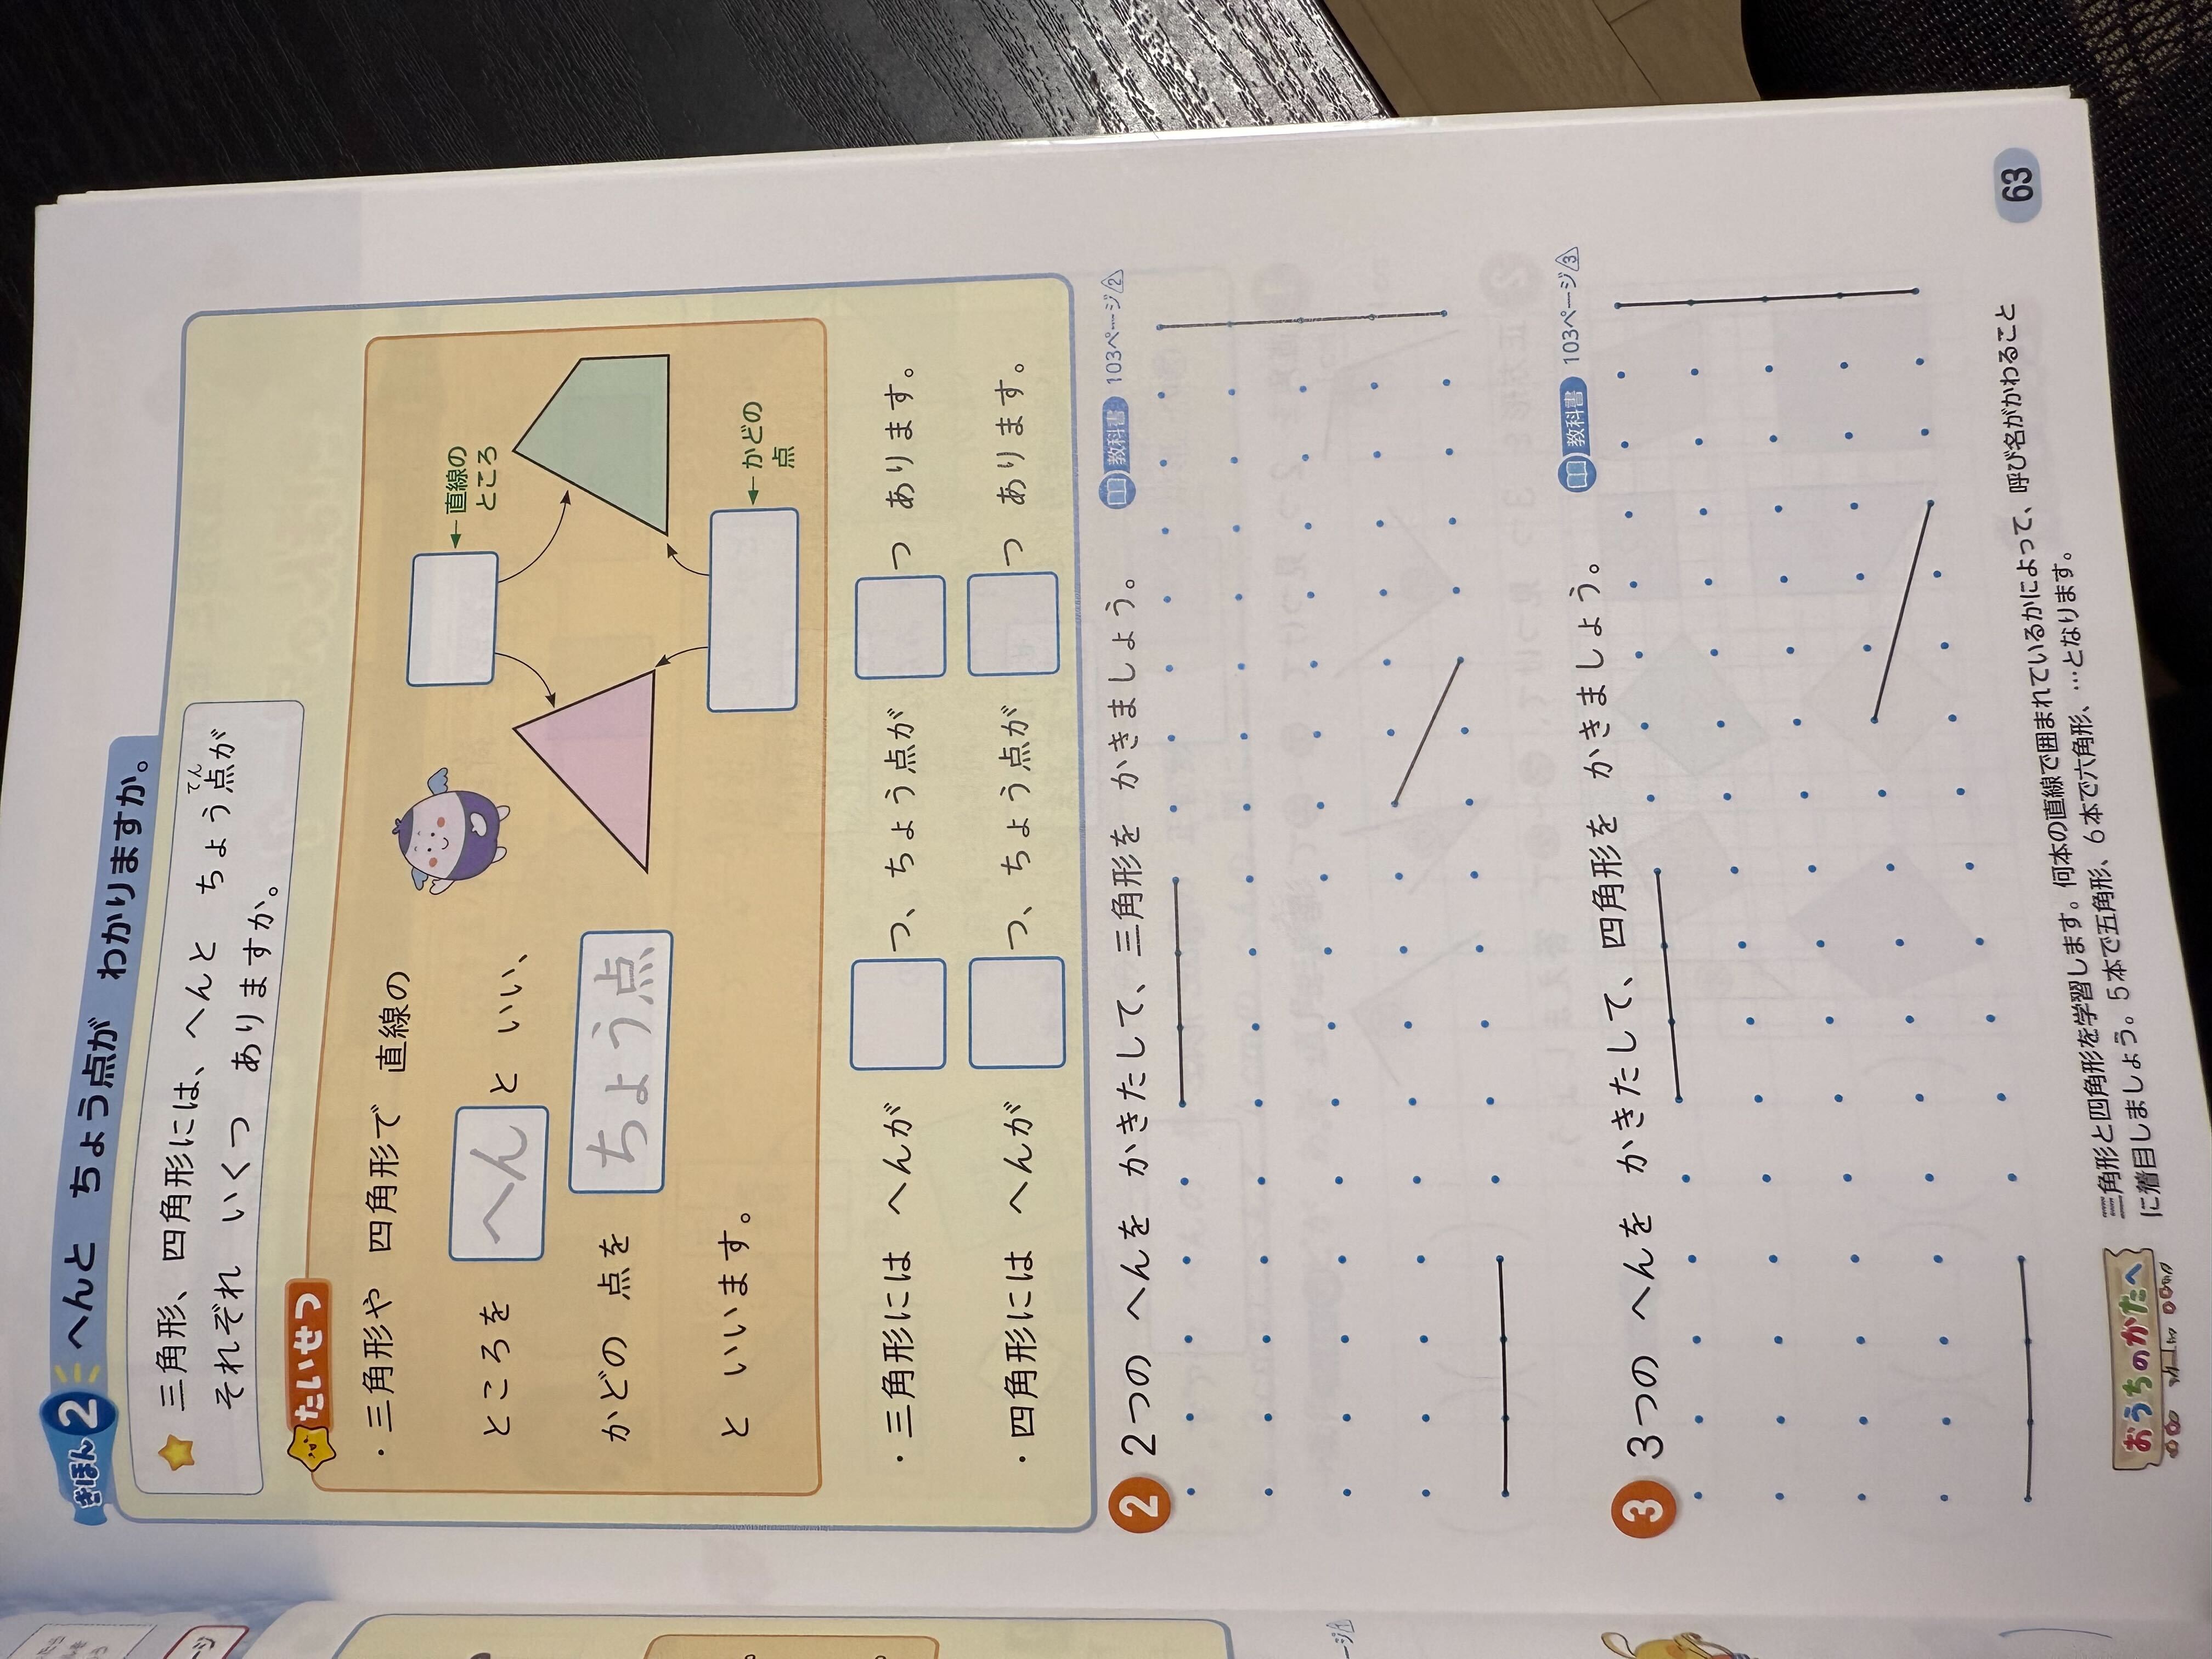 きほん 2 へんと ちょう点が わかりますか。
三角形、四角形には、へんと ちょう点が
てん
それぞれ いくつ ありますか。
たいせつ
・三角形や 四角形で 直線の
ところを へん と いい、
かどの 点を ちょう点
と いいます。
←直線の
ところ
←かどの
点
・三角形には へんが つ、ちょう点が つ あります。
・四角形には へんが つ、ちょう点が つ あります。
2 2つの へんを かきたして、三角形を かきましょう。 教科書 103ページ2
3 3つの へんを かきたして、四角形を かきましょう。 教科書 103ページ3
おうちのかたへ
三角形と四角形を学習します。何本の直線で囲まれているかによって、呼び名がかわること
に着目しましょう。5本で五角形、6本で六角形、…となります。
63